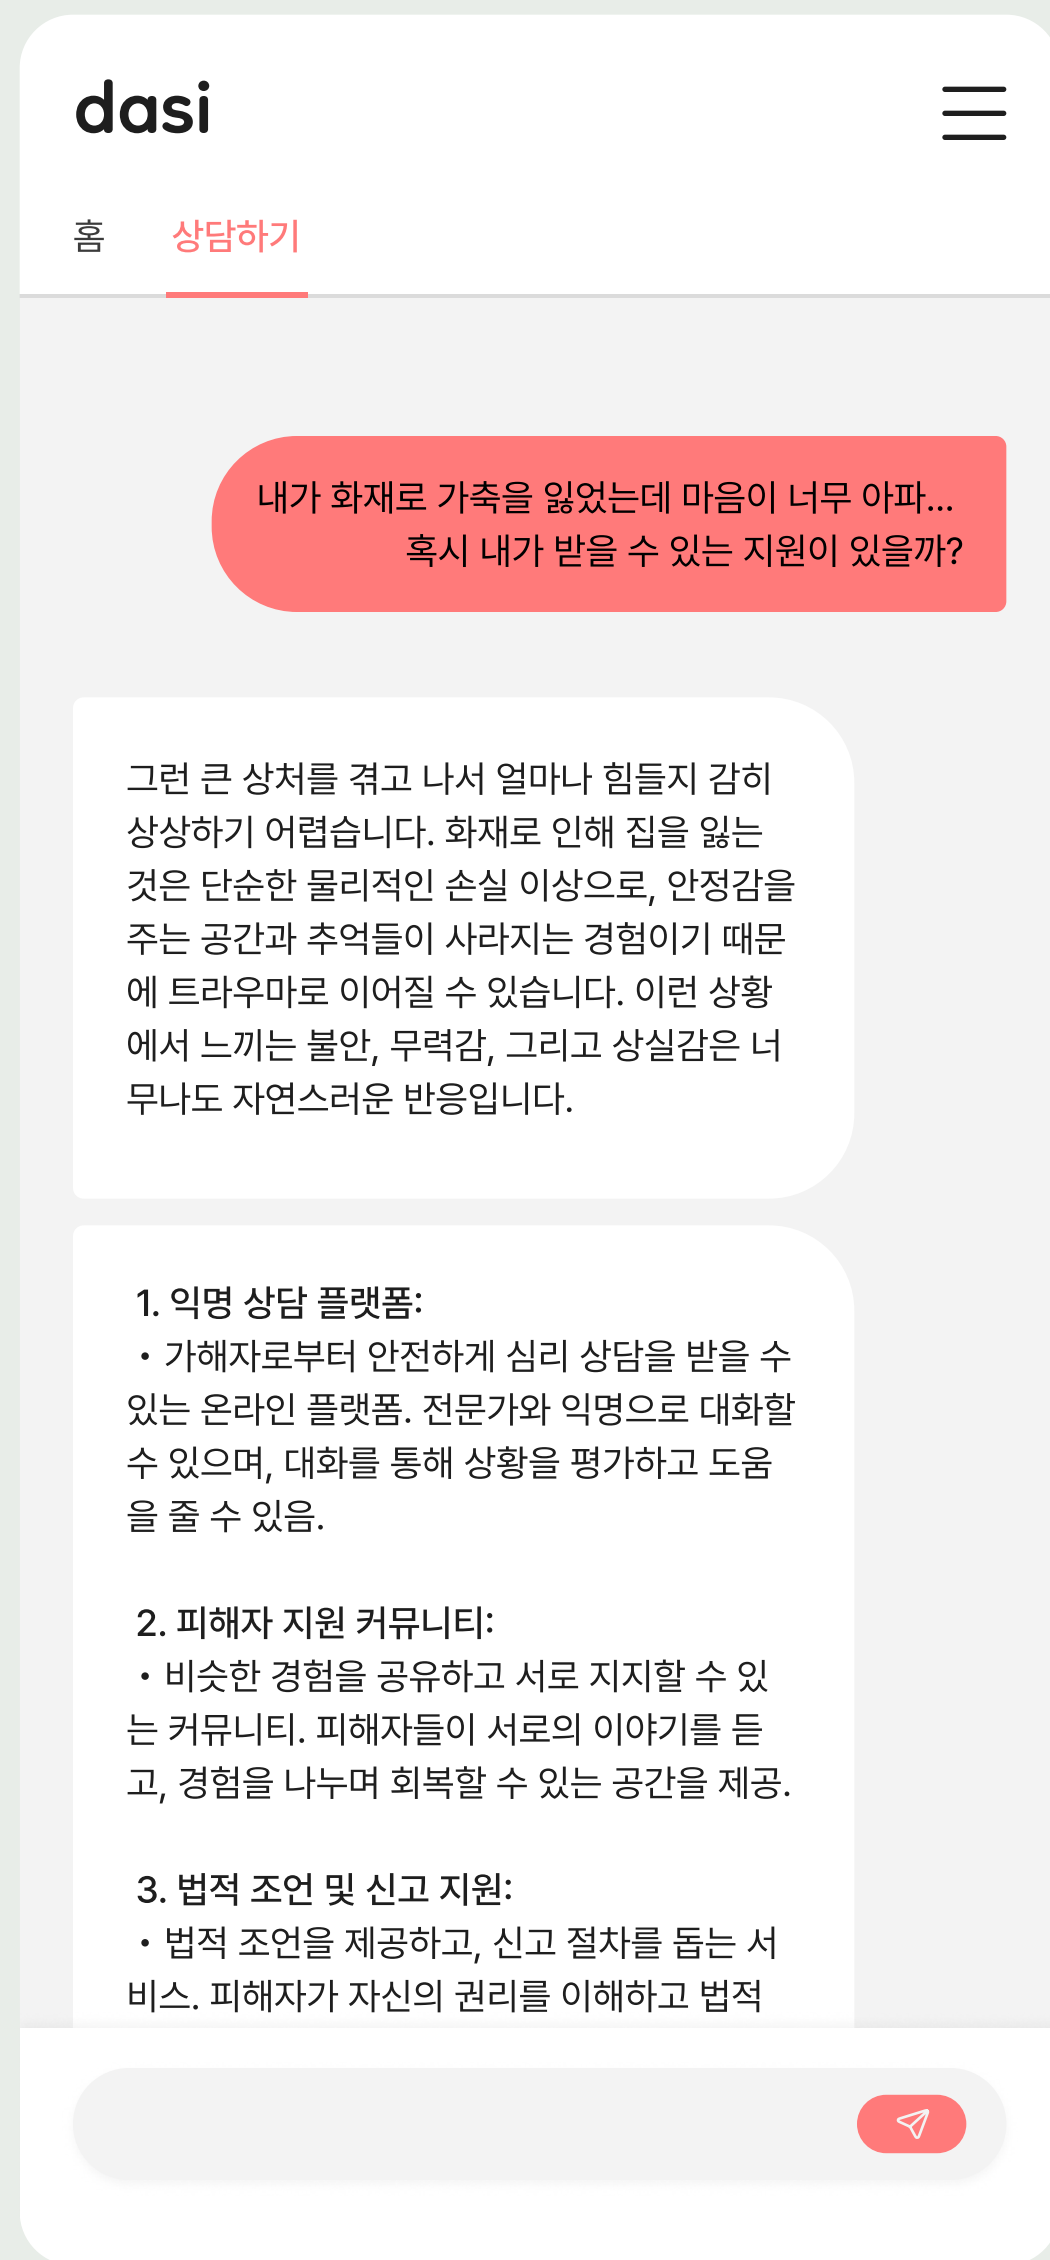 dasi
홈 상담하기
내가 화재로 가축을 잃었는데 마음이 너무 아파...
혹시 내가 받을 수 있는 지원이 있을까?
그런 큰 상처를 겪고 나서 얼마나 힘들지 감히
상상하기 어렵습니다. 화재로 인해 집을 잃는
것은 단순한 물리적인 손실 이상으로, 안정감을
주는 공간과 추억들이 사라지는 경험이기 때문
에 트라우마로 이어질 수 있습니다. 이런 상황
에서 느끼는 불안, 무력감, 그리고 상실감은 너
무나도 자연스러운 반응입니다.
1. 익명 상담 플랫폼:
• 가해자로부터 안전하게 심리 상담을 받을 수
있는 온라인 플랫폼. 전문가와 익명으로 대화할
수 있으며, 대화를 통해 상황을 평가하고 도움
을 줄 수 있음.
2. 피해자 지원 커뮤니티:
• 비슷한 경험을 공유하고 서로 지지할 수 있
는 커뮤니티. 피해자들이 서로의 이야기를 듣
고, 경험을 나누며 회복할 수 있는 공간을 제공.
3. 법적 조언 및 신고 지원:
• 법적 조언을 제공하고, 신고 절차를 돕는 서
비스. 피해자가 자신의 권리를 이해하고 법적